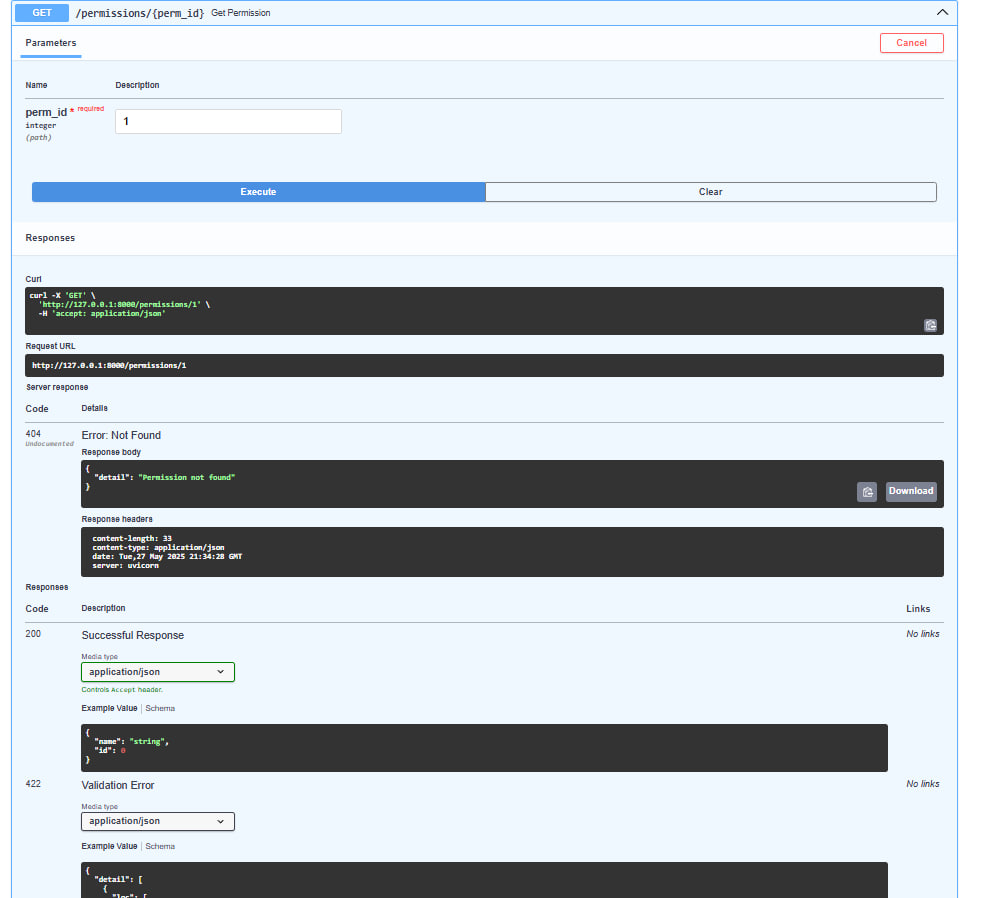 GET /permissions/{perm_id} Get Permission
Parameters
Cancel
Name Description
perm_id * required
integer
(path)
1
Execute Clear
Responses
Curl
curl -X 'GET' \
'http://127.0.0.1:8000/permissions/1' \
-H 'accept: application/json'
Request URL
http://127.0.0.1:8000/permissions/1
Server response
Code Details
404
Undocumented
Error: Not Found
Response body
{
"detail": "Permission not found"
}
Download
Response headers
content-length: 33
content-type: application/json
date: Tue,27 May 2025 21:34:28 GMT
server: uvicorn
Responses
Code Description Links
200 Successful Response No links
Media type
application/json
Controls Accept header.
Example Value Schema
{
"name": "string",
"id": 0
}
422 Validation Error No links
Media type
application/json
Example Value Schema
{
"detail": [
{
"loc": [